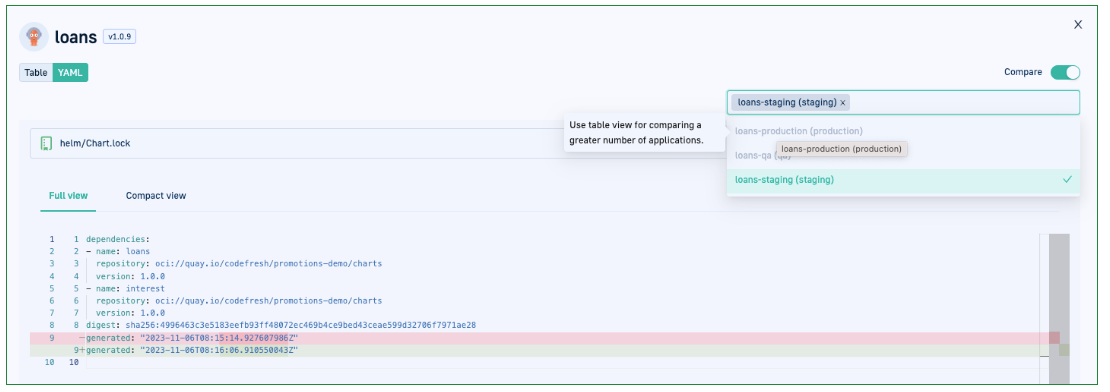 loans v1.0.9 X
Table YAML Compare
loans-staging (staging) x
Use table view for comparing a
greater number of applications.
loans-production (production)
loans-production (production)
loans-qa (qa)
loans-staging (staging)
helm/Chart.lock
Full view Compact view
1 1 dependencies:
2 2 - name: loans
3 3 repository: oci://quay.io/codefresh/promotions-demo/charts
4 4 version: 1.0.0
5 5 - name: interest
6 6 repository: oci://quay.io/codefresh/promotions-demo/charts
7 7 version: 1.0.0
8 8 digest: sha256:4996463c3e5183eefb93ff48072ec469b4ce9bed43ceae599d32706f7971ae28
9 -generated: "2023-11-06T08:15:14.927607986Z"
9+generated: "2023-11-06T08:16:06.910550043Z"
10 10